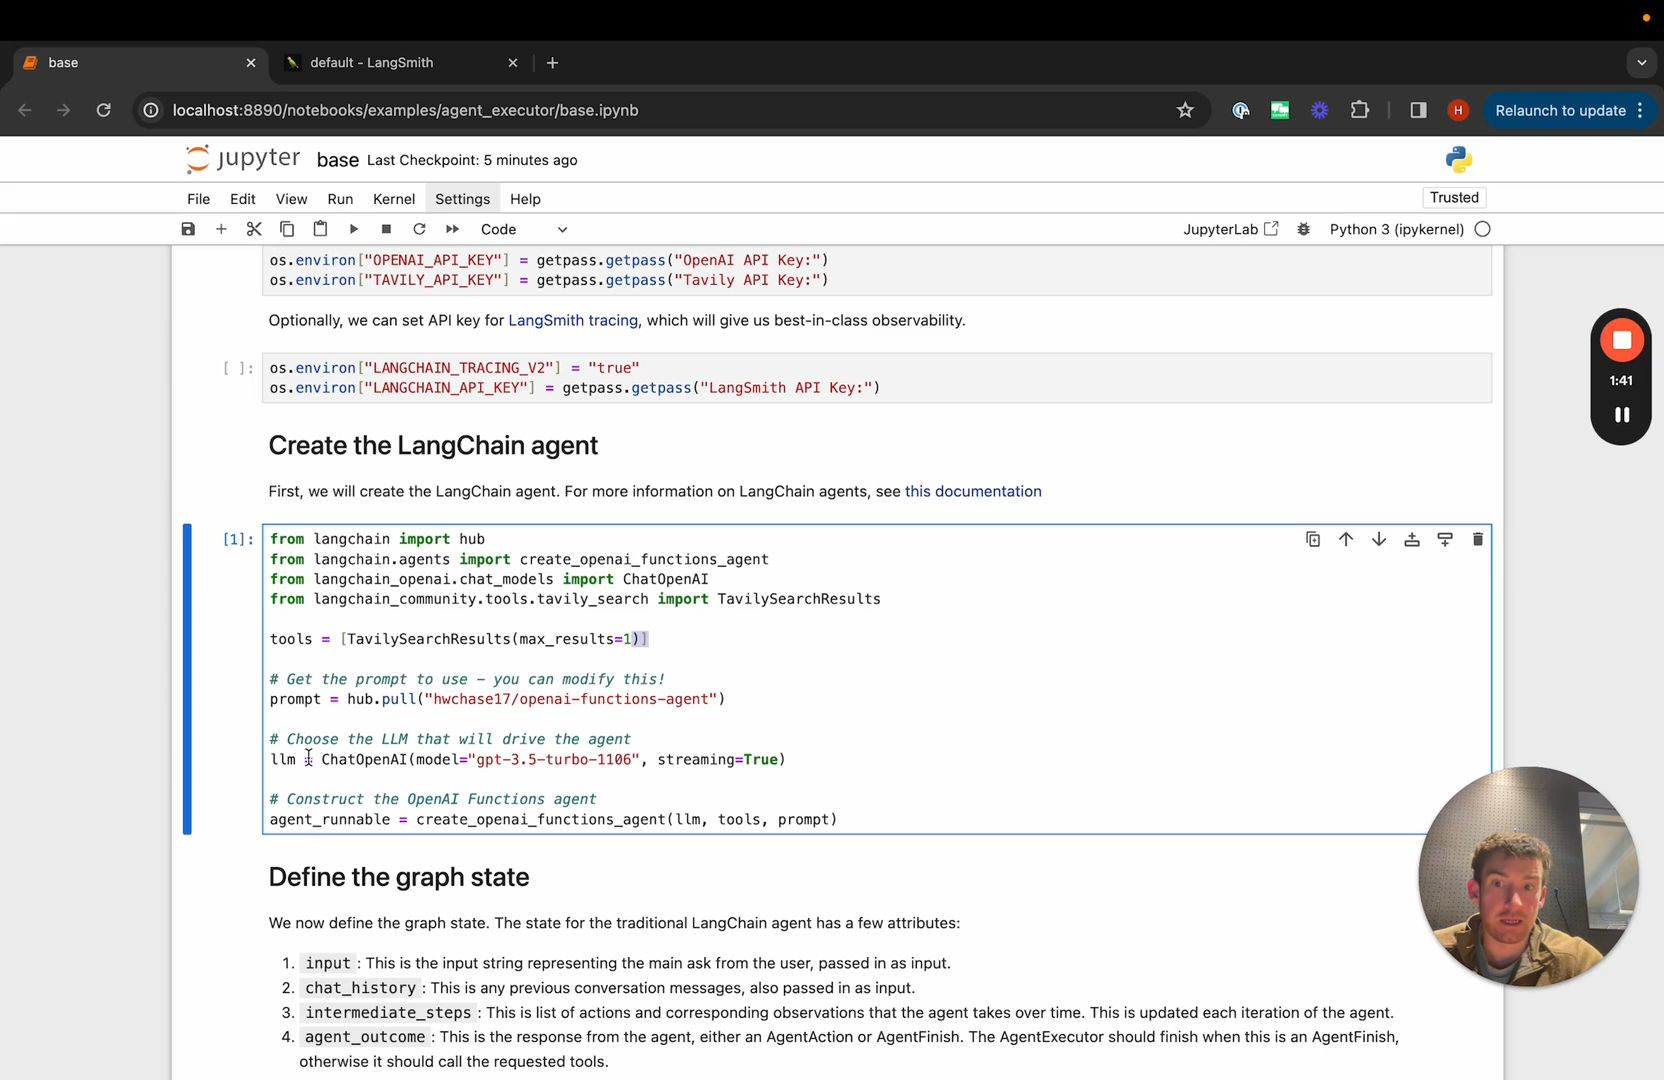 base
default - LangSmith
localhost:8890/notebooks/examples/agent_executor/base.ipynb
H
Relaunch to update
jupyter base Last Checkpoint: 5 minutes ago
File Edit View Run Kernel Settings Help
Trusted
Code
JupyterLab
Python 3 (ipykernel)
os.environ["OPENAI_API_KEY"] = getpass.getpass("OpenAI API Key:")
os.environ["TAVILY_API_KEY"] = getpass.getpass("Tavily API Key:")
Optionally, we can set API key for LangSmith tracing, which will give us best-in-class observability.
[ ]:
os.environ["LANGCHAIN_TRACING_V2"] = "true"
os.environ["LANGCHAIN_API_KEY"] = getpass.getpass("LangSmith API Key:")
1:41
Create the LangChain agent
First, we will create the LangChain agent. For more information on LangChain agents, see this documentation
[1]:
from langchain import hub
from langchain.agents import create_openai_functions_agent
from langchain_openai.chat_models import ChatOpenAI
from langchain_community.tools.tavily_search import TavilySearchResults
tools = [TavilySearchResults(max_results=1)]
# Get the prompt to use - you can modify this!
prompt = hub.pull("hwchase17/openai-functions-agent")
# Choose the LLM that will drive the agent
llm = ChatOpenAI(model="gpt-3.5-turbo-1106", streaming=True)
# Construct the OpenAI Functions agent
agent_runnable = create_openai_functions_agent(llm, tools, prompt)
Define the graph state
We now define the graph state. The state for the traditional LangChain agent has a few attributes:
1. input : This is the input string representing the main ask from the user, passed in as input.
2. chat_history : This is any previous conversation messages, also passed in as input.
3. intermediate_steps : This is list of actions and corresponding observations that the agent takes over time. This is updated each iteration of the agent.
4. agent_outcome : This is the response from the agent, either an AgentAction or AgentFinish. The AgentExecutor should finish when this is an AgentFinish,
otherwise it should call the requested tools.